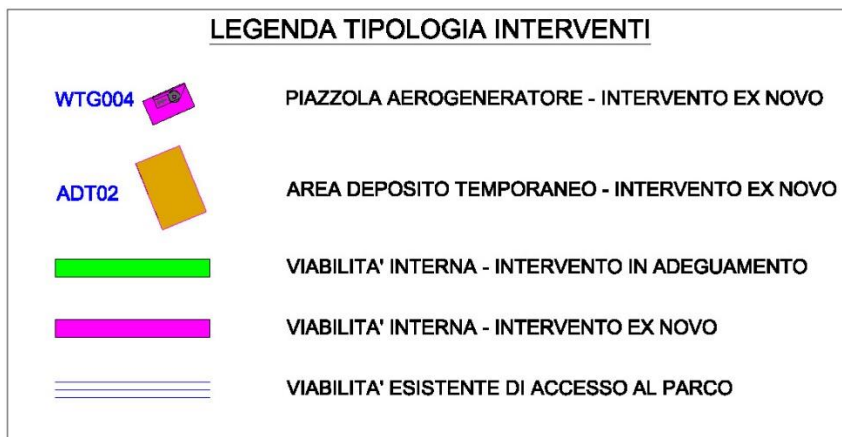 LEGENDA TIPOLOGIA INTERVENTI
WTG004 PIAZZOLA AEROGENERATORE - INTERVENTO EX NOVO
ADT02 AREA DEPOSITO TEMPORANEO - INTERVENTO EX NOVO
VIABILITA' INTERNA - INTERVENTO IN ADEGUAMENTO
VIABILITA' INTERNA - INTERVENTO EX NOVO
VIABILITA' ESISTENTE DI ACCESSO AL PARCO